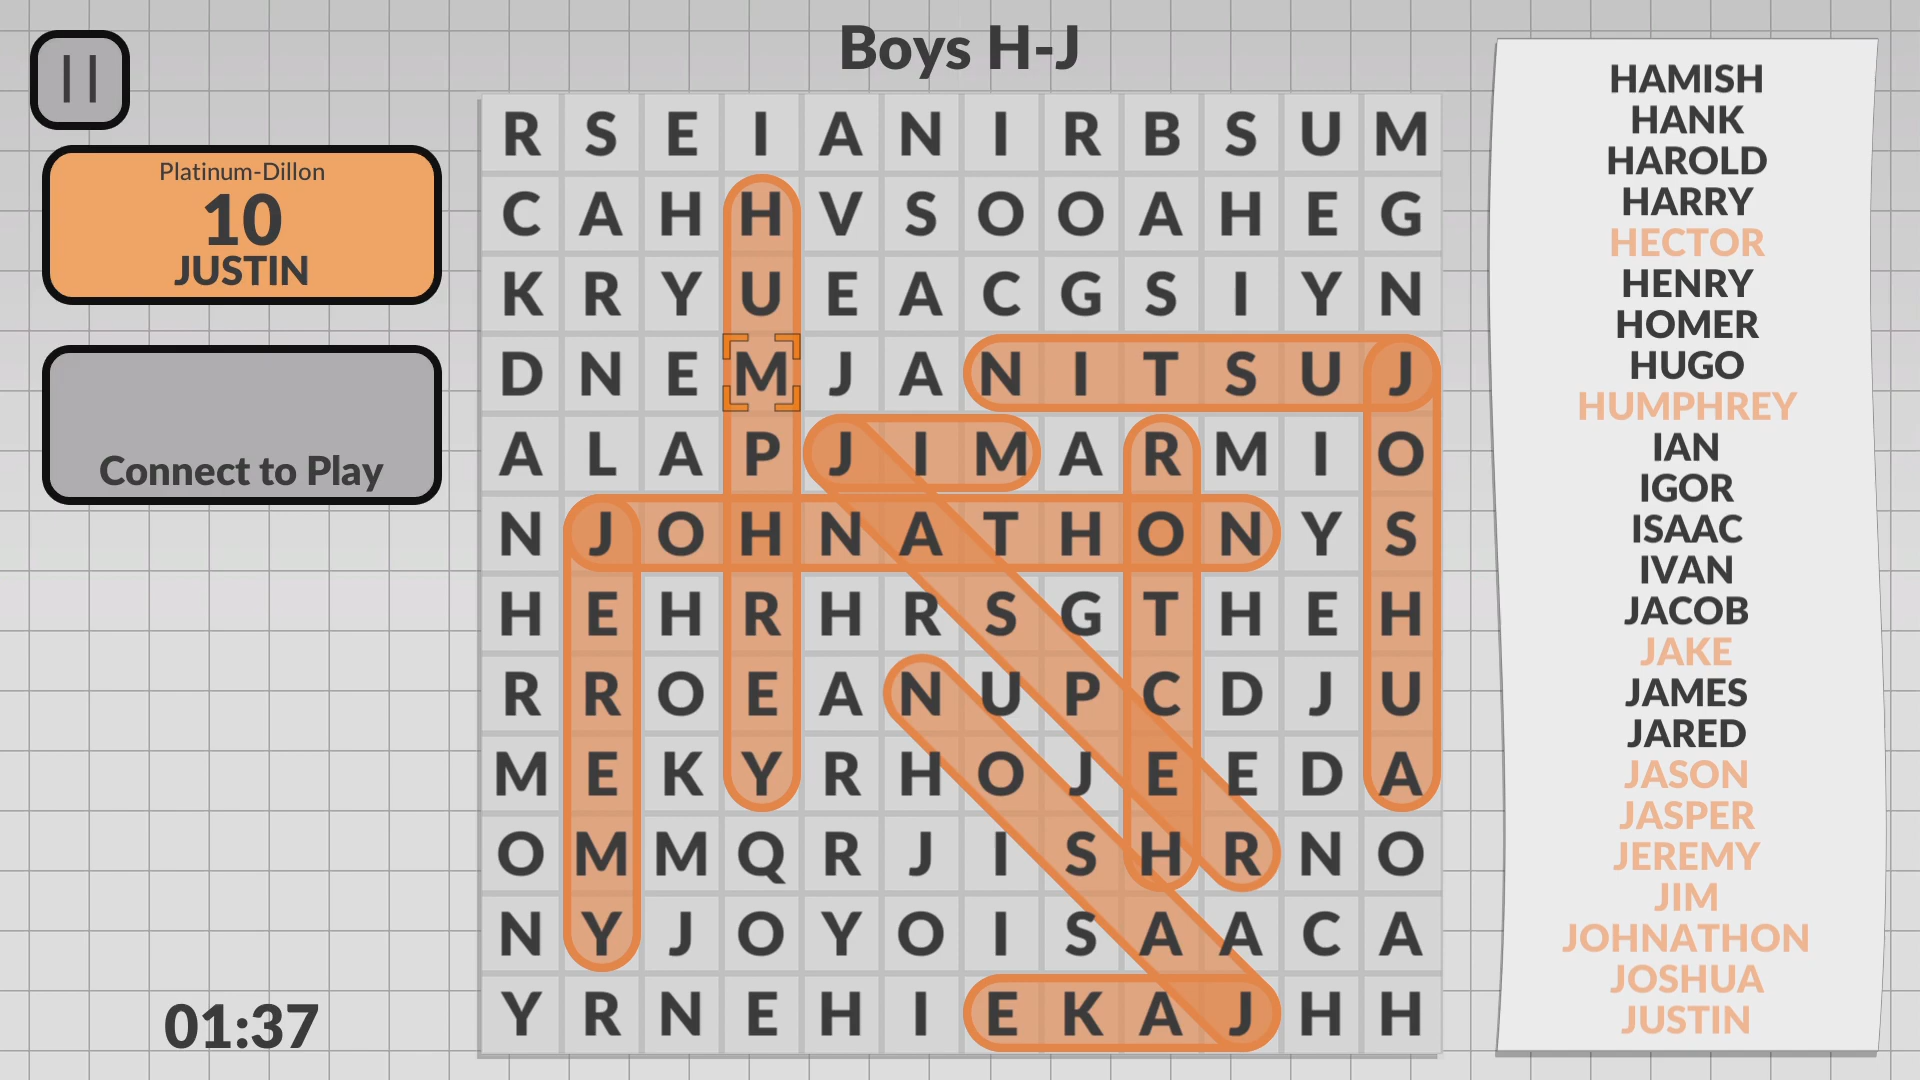 Boys H-J
Platinum-Dillon
10
JUSTIN
Connect to Play
01:37
R S E I A N I R B S U M
C A H H V S O O A H E G
K R Y U E A C G S I Y N
D N E M J A N I T S U J
A L A P J I M A R M I O
N J O H N A T H O N Y S
H E H R H R S G T H E H
R R O E A N U P C D J U
M E K Y R H O J E E D A
O M M Q R J I S H R N O
N Y J O Y O I S A A C A
Y R N E H I E K A J H H
HAMISH
HANK
HAROLD
HARRY
HECTOR
HENRY
HOMER
HUGO
HUMPHREY
IAN
IGOR
ISAAC
IVAN
JACOB
JAKE
JAMES
JARED
JASON
JASPER
JEREMY
JIM
JOHNATHON
JOSHUA
JUSTIN